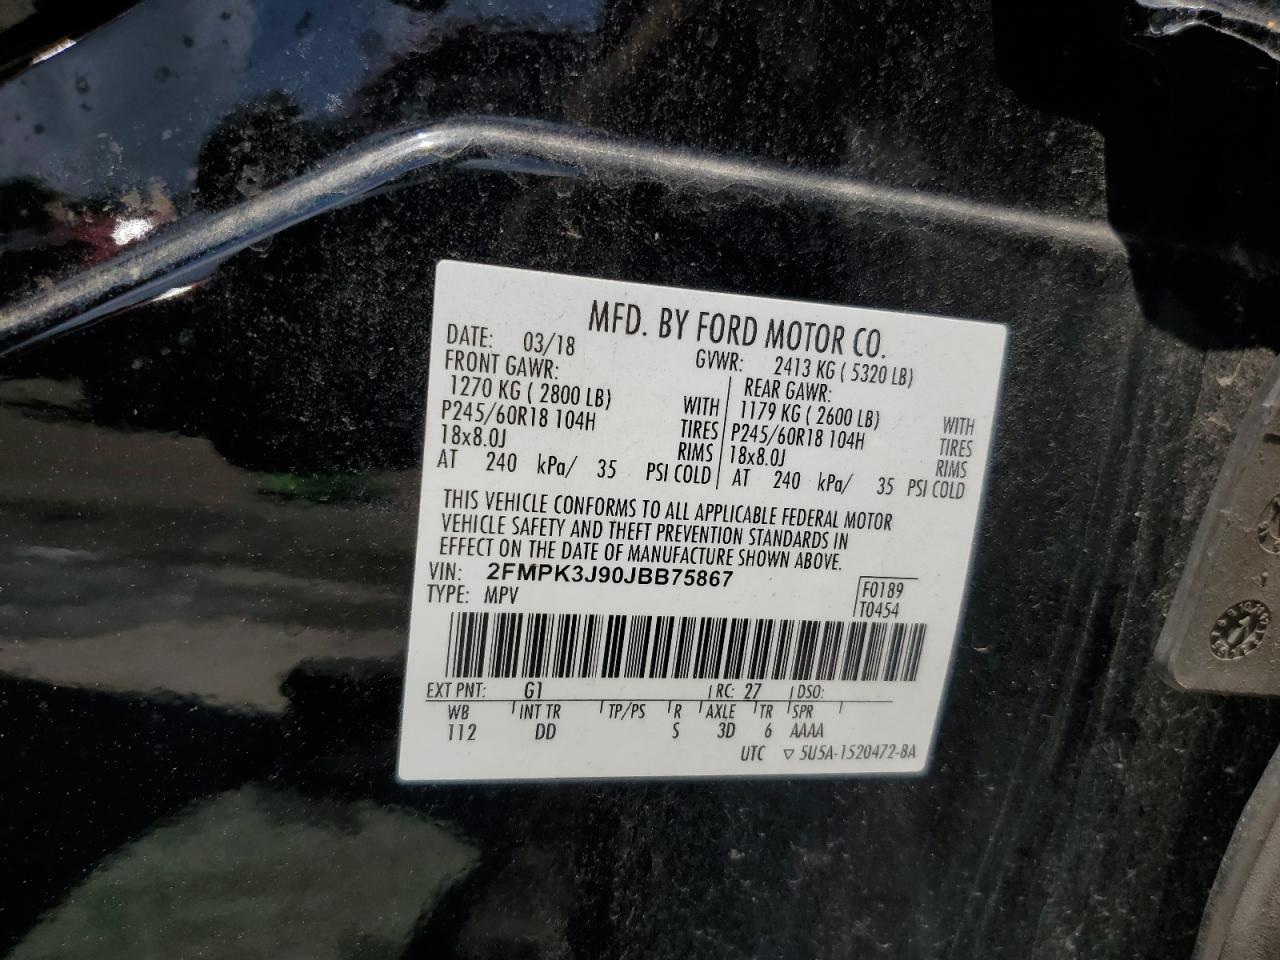 MFD. BY FORD MOTOR CO.
DATE: 03/18 GVWR: 2413 KG ( 5320 LB)
FRONT GAWR: REAR GAWR:
1270 KG ( 2800 LB) WITH 1179 KG ( 2600 LB) WITH
P245/60R18 104H TIRES P245/60R18 104H TIRES
18x8.0J RIMS 18x8.0J RIMS
AT 240 kPa/ 35 PSI COLD AT 240 kPa/ 35 PSI COLD
THIS VEHICLE CONFORMS TO ALL APPLICABLE FEDERAL MOTOR
VEHICLE SAFETY AND THEFT PREVENTION STANDARDS IN
EFFECT ON THE DATE OF MANUFACTURE SHOWN ABOVE.
VIN: 2FMPK3J90JBB75867
TYPE: MPV
F0189
T0454
EXT PNT: G1 RC: 27 DSO:
WB INT TR TP/PS R AXLE TR SPR
112 DD S 3D 6 AAAA
UTC ▽ 5U5A-1520472-BA